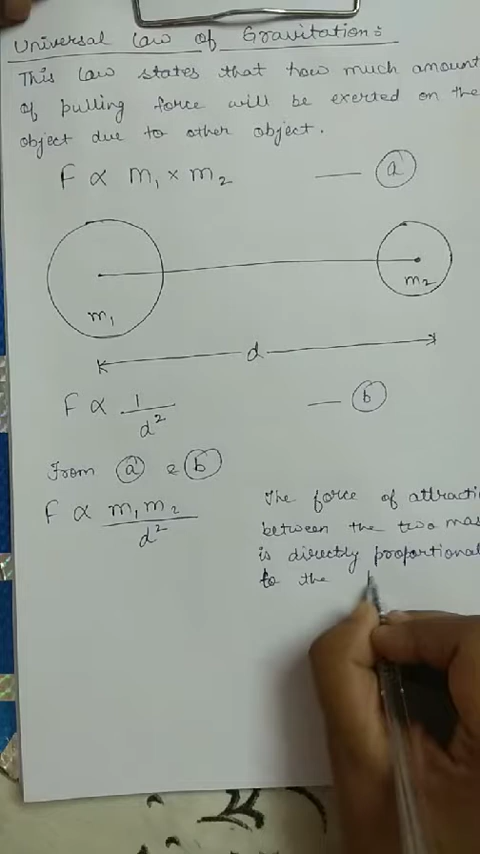 Universal Law of Gravitation:
This Law states that how much amount
of pulling force will be exerted on the
object due to other object.
F ∝ m₁ × m₂ — (a)
m₁ m₂
d
F ∝ 1/d² — (b)
From (a) & (b)
F ∝ m₁m₂/d²
The force of attracti
between the two mas
is directly proportional
to the